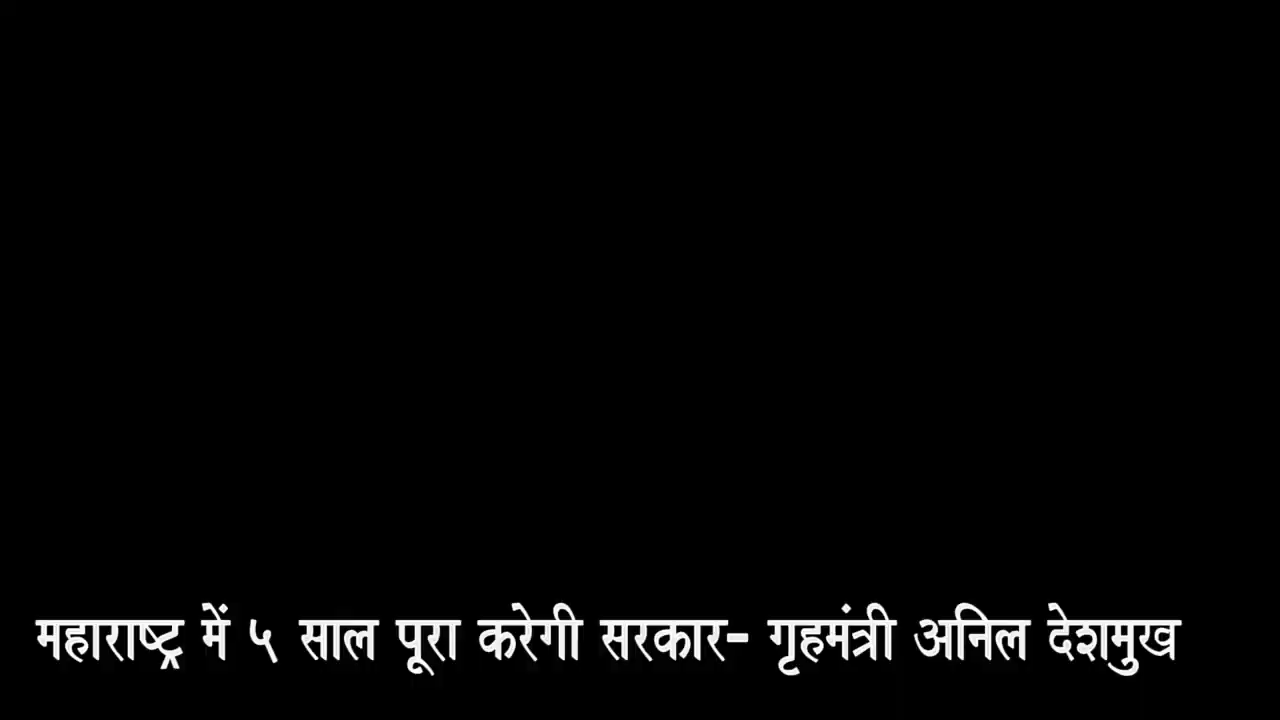 महाराष्ट्र में ५ साल पूरा करेगी सरकार- गृहमंत्री अनिल देशमुख